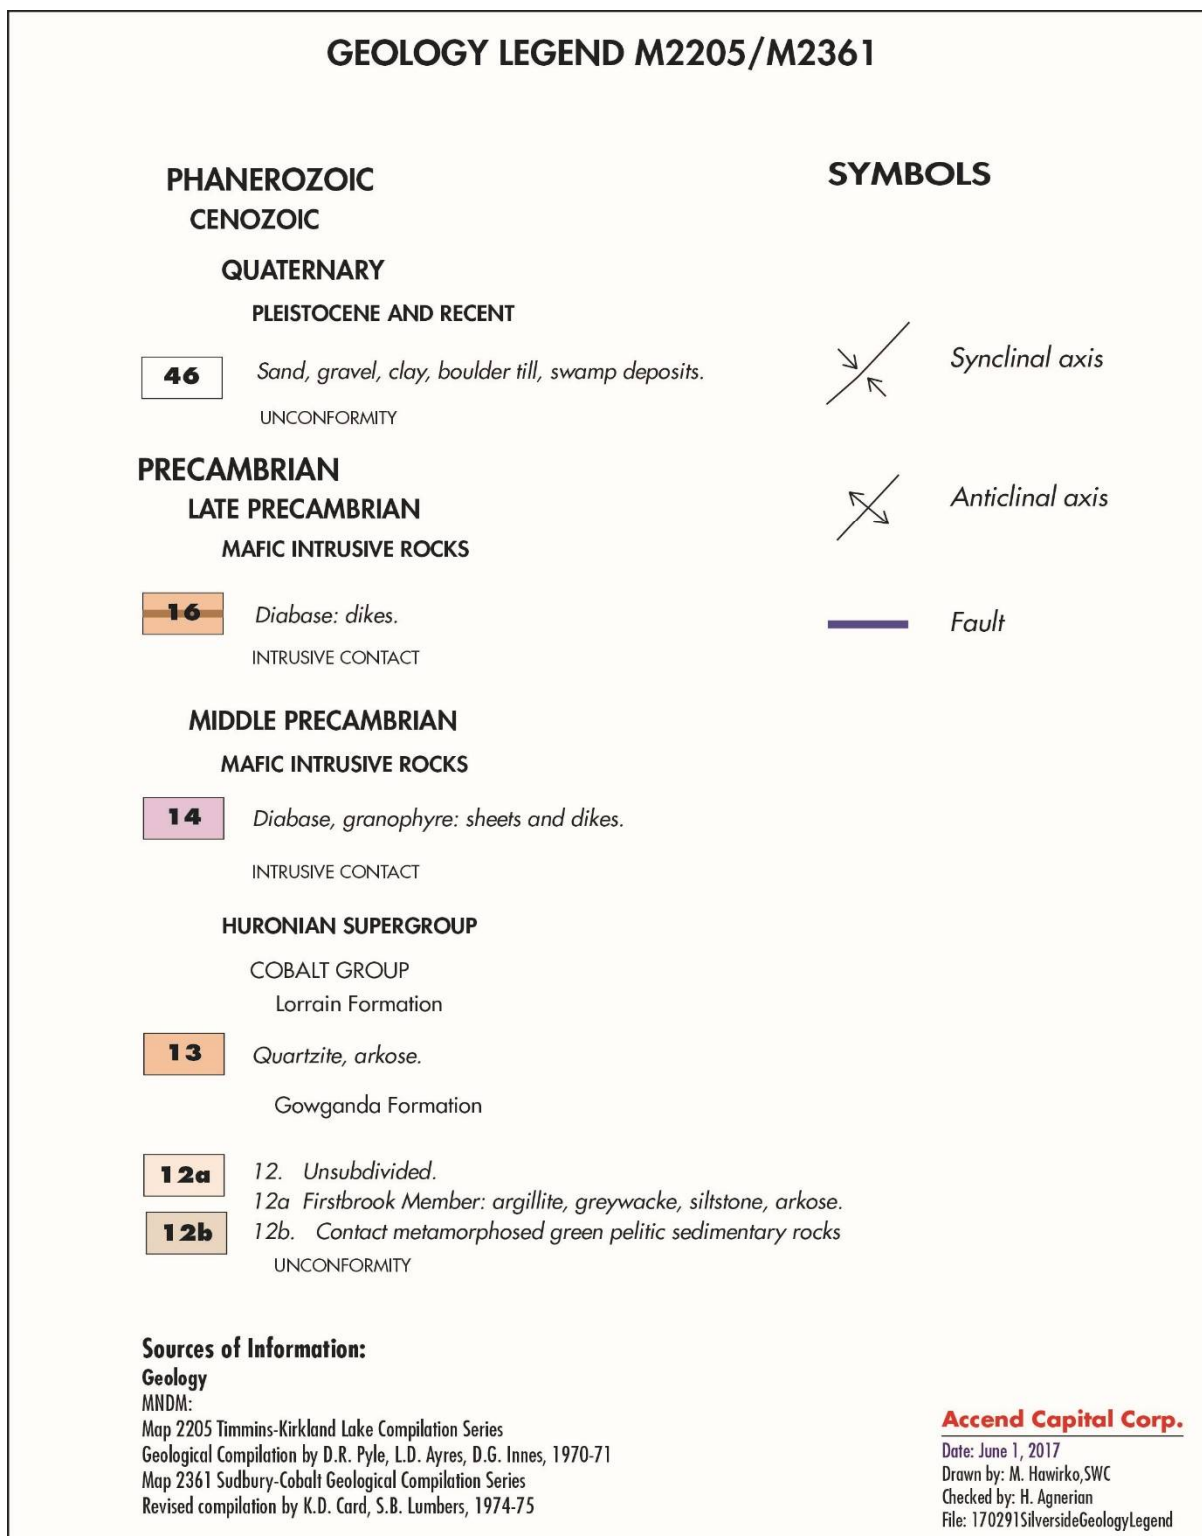 GEOLOGY LEGEND M2205/M2361
PHANEROZOIC
CENOZOIC
QUATERNARY
PLEISTOCENE AND RECENT
46 Sand, gravel, clay, boulder till, swamp deposits.
UNCONFORMITY
PRECAMBRIAN
LATE PRECAMBRIAN
MAFIC INTRUSIVE ROCKS
16 Diabase: dikes.
INTRUSIVE CONTACT
MIDDLE PRECAMBRIAN
MAFIC INTRUSIVE ROCKS
14 Diabase, granophyre: sheets and dikes.
INTRUSIVE CONTACT
HURONIAN SUPERGROUP
COBALT GROUP
Lorrain Formation
13 Quartzite, arkose.
Gowganda Formation
12a 12. Unsubdivided.
12a Firstbrook Member: argillite, greywacke, siltstone, arkose.
12b 12b. Contact metamorphosed green pelitic sedimentary rocks
UNCONFORMITY
SYMBOLS
Synclinal axis
Anticlinal axis
Fault
Sources of Information:
Geology
MNDM:
Map 2205 Timmins-Kirkland Lake Compilation Series
Geological Compilation by D.R. Pyle, L.D. Ayres, D.G. Innes, 1970-71
Map 2361 Sudbury-Cobalt Geological Compilation Series
Revised compilation by K.D. Card, S.B. Lumbers, 1974-75
Accend Capital Corp.
Date: June 1, 2017
Drawn by: M. Hawirko,SWC
Checked by: H. Agnerian
File: 170291SilversideGeologyLegend